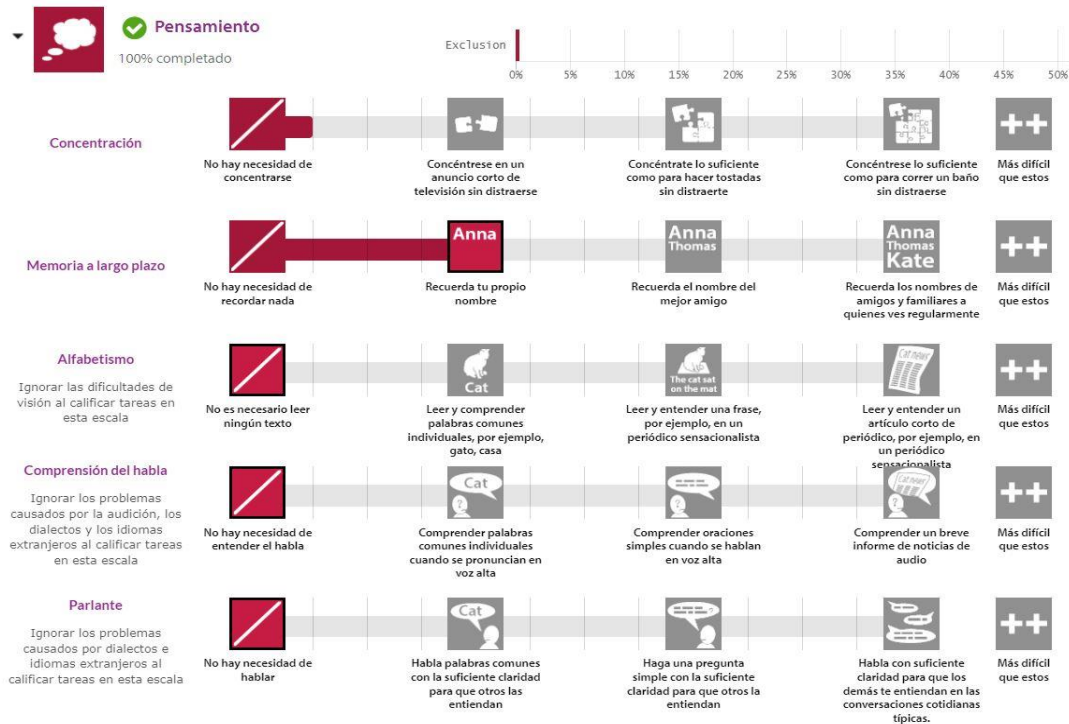 Pensamiento
100% completado
Exclusion
0% 5% 10% 15% 20% 25% 30% 35% 40% 45% 50%
Concentración
No hay necesidad de
concentrarse
Concéntrese en un
anuncio corto de
televisión sin distraerse
Concéntrate lo suficiente
como para hacer tostadas
sin distraerte
Concéntrese lo suficiente
como para correr un baño
sin distraerse
++
Más difícil
que estos
Memoria a largo plazo
No hay necesidad de
recordar nada
Anna
Recuerda tu propio
nombre
Anna
Thomas
Recuerda el nombre del
mejor amigo
Anna
Thomas
Kate
Recuerda los nombres de
amigos y familiares a
quienes ves regularmente
++
Más difícil
que estos
Alfabetismo
Ignorar las dificultades de
visión al calificar tareas en
esta escala
No es necesario leer
ningún texto
Cat
Leer y comprender
palabras comunes
individuales, por ejemplo,
gato, casa
The cat sat
on the mat
Leer y entender una frase,
por ejemplo, en un
periódico sensacionalista
Cat news
Leer y entender un
artículo corto de
periódico, por ejemplo, en
un periódico
sensacionalista
++
Más difícil
que estos
Comprensión del habla
Ignorar los problemas
causados por la audición, los
dialectos y los idiomas
extranjeros al calificar tareas
en esta escala
No hay necesidad de
entender el habla
Cat
?
Comprender palabras
comunes individuales
cuando se pronuncian en
voz alta
?
Comprender oraciones
simples cuando se hablan
en voz alta
Cat news
?
Comprender un breve
informe de noticias de
audio
++
Más difícil
que estos
Parlante
Ignorar los problemas
causados por dialectos e
idiomas extranjeros al
calificar tareas en esta escala
No hay necesidad de
hablar
Cat
Habla palabras comunes
con la suficiente claridad
para que otros las
entiendan
?
Haga una pregunta
simple con la suficiente
claridad para que otros la
entiendan
Habla con suficiente
claridad para que los
demás te entiendan en las
conversaciones cotidianas
típicas.
++
Más difícil
que estos